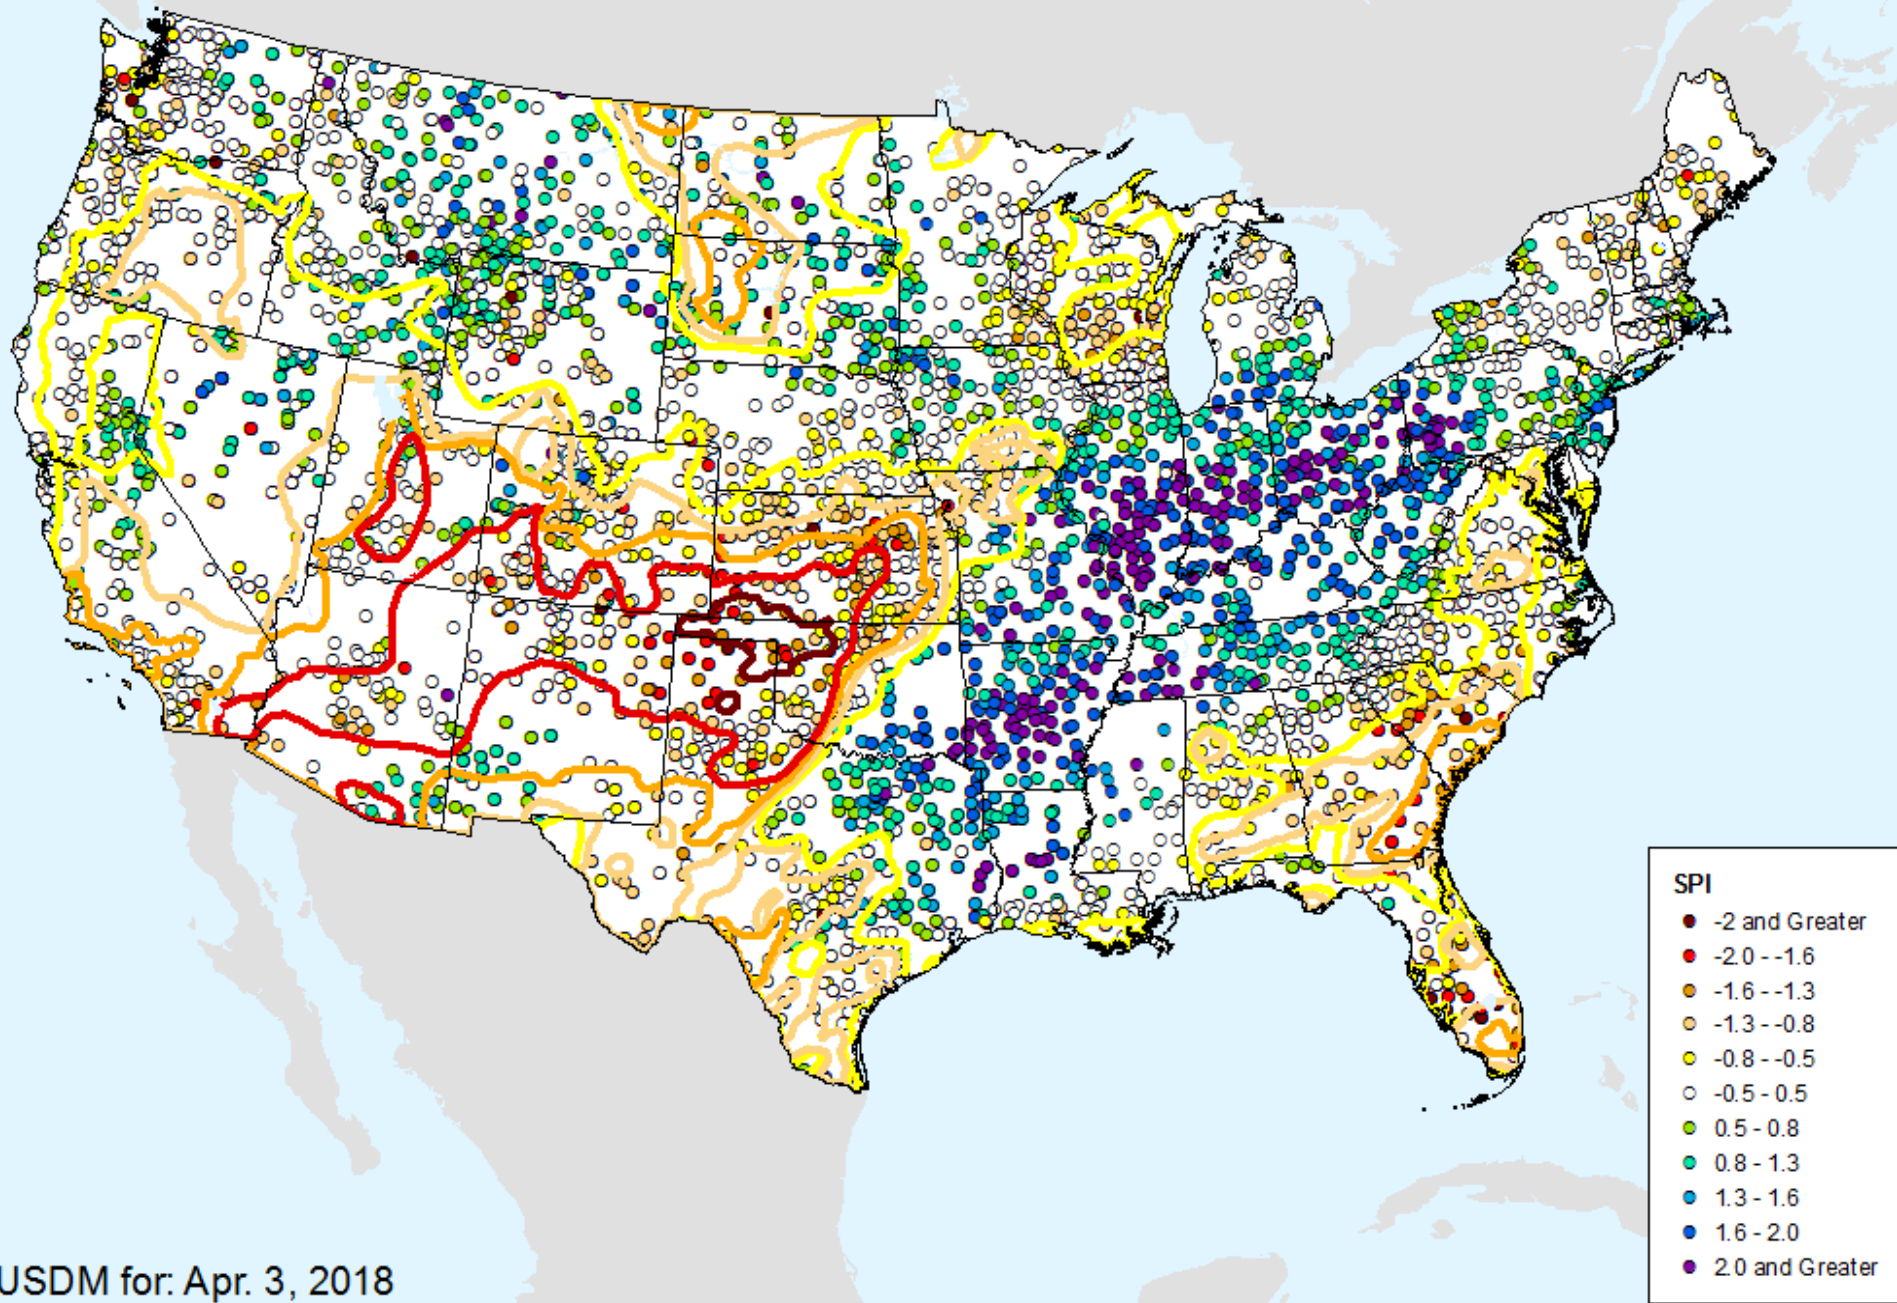 SPI
-2 and Greater
-2.0 - -1.6
-1.6 - -1.3
-1.3 - -0.8
-0.8 - -0.5
-0.5 - 0.5
0.5 - 0.8
0.8 - 1.3
1.3 - 1.6
1.6 - 2.0
2.0 and Greater
USDM for: Apr. 3, 2018